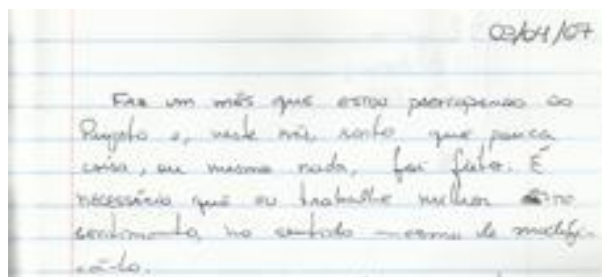 03/04/07
Faz um mês que estou participando do
Projeto e, neste mês, sinto que pouca
coisa, ou mesmo nada, foi feito. É
necessário que eu trabalhe melhor
sentimento, no sentido mesmo de modifi-
cá-lo.